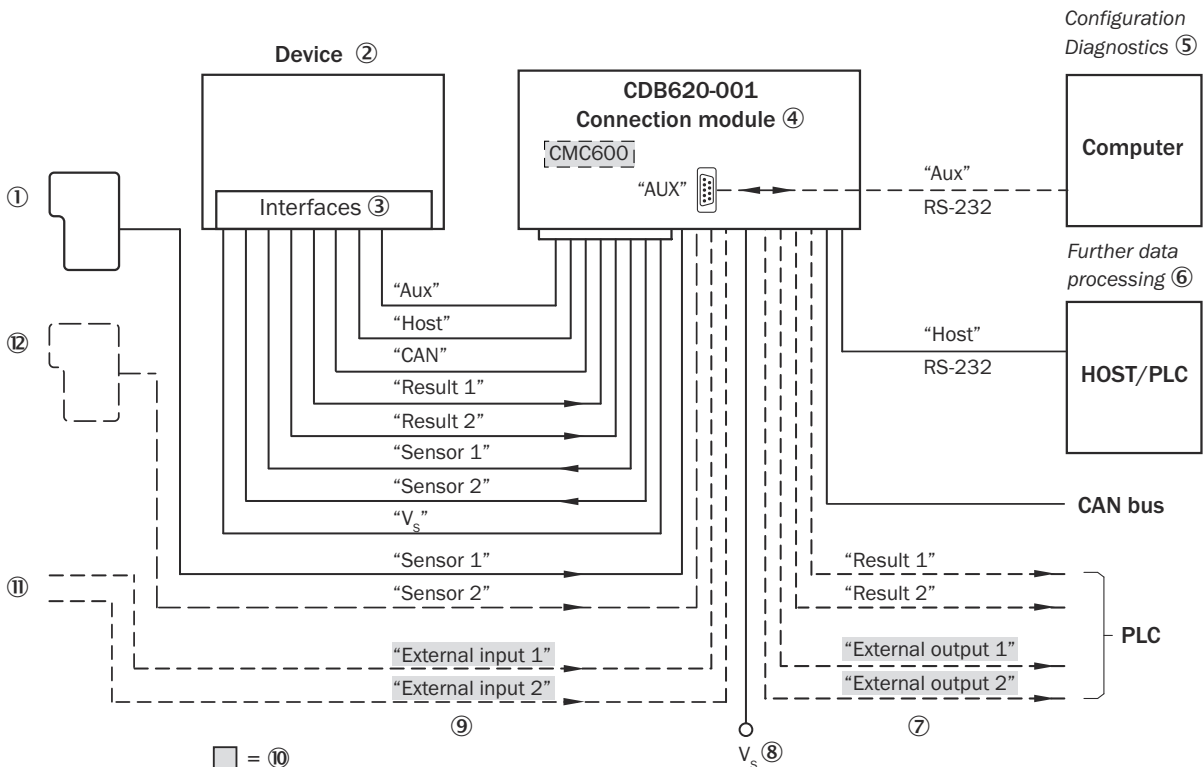 Configuration
Diagnostics ⑤
Device ②
CDB620-001
Connection module ④
CMC600
"AUX"
"Aux"
RS-232
Computer
①
Interfaces ③
Further data
processing ⑥
"Aux"
"Host"
"CAN"
"Result 1"
"Result 2"
"Sensor 1"
"Sensor 2"
"Vs"
"Host"
RS-232
HOST/PLC
⑫
CAN bus
"Sensor 1"
"Sensor 2"
"Result 1"
"Result 2"
⑪
PLC
"External input 1"
"External input 2"
"External output 1"
"External output 2"
⑨
⑦
= ⑩
Vs ⑧